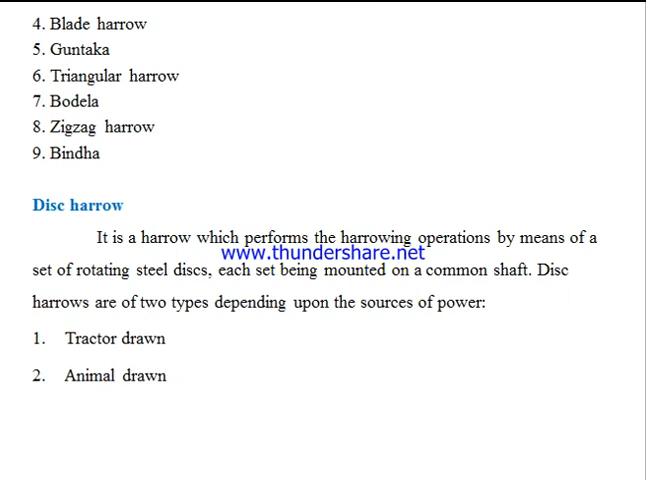 4. Blade harrow
5. Guntaka
6. Triangular harrow
7. Bodela
8. Zigzag harrow
9. Bindha
Disc harrow
It is a harrow which performs the harrowing operations by means of a
www.thundershare.net
set of rotating steel discs, each set being mounted on a common shaft. Disc
harrows are of two types depending upon the sources of power:
1. Tractor drawn
2. Animal drawn